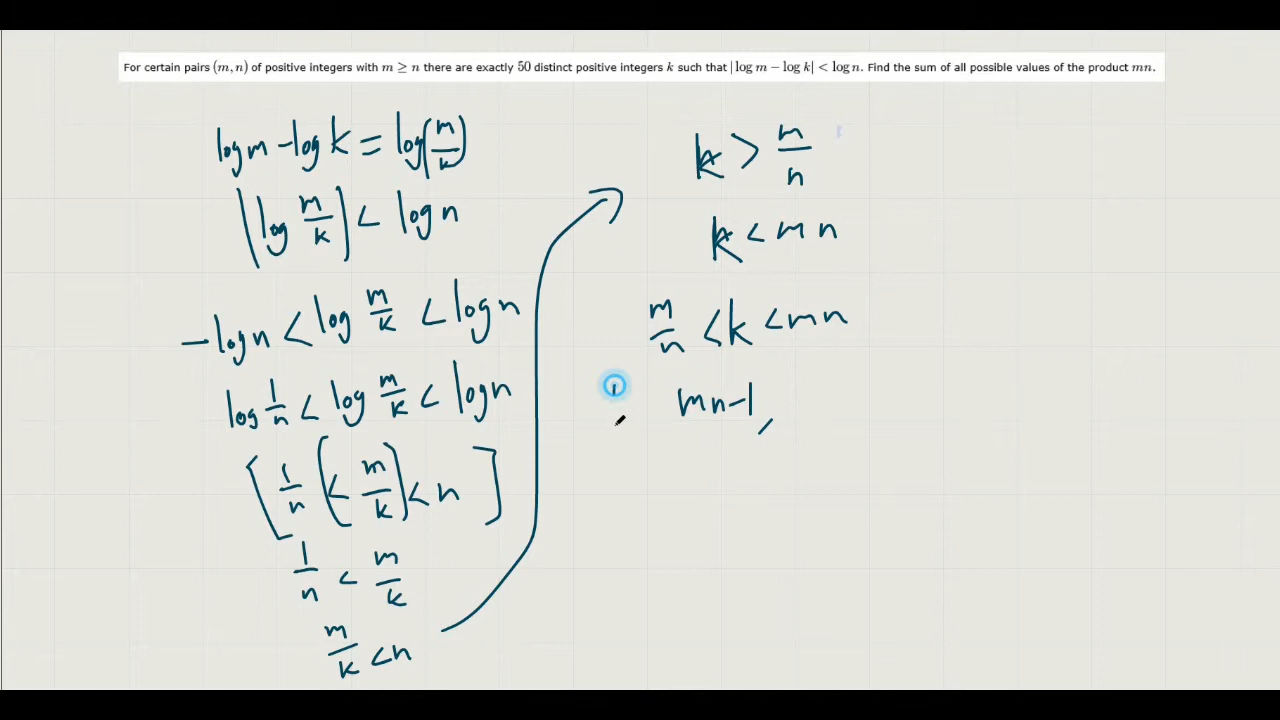 For certain pairs (m, n) of positive integers with m ≥ n there are exactly 50 distinct positive integers k such that |log m − log k| < log n. Find the sum of all possible values of the product mn.
log m − log k = log(m/k)
|log m/k| < log n
−log n < log m/k < log n
log 1/n < log m/k < log n
[1/n (< m/k) < n]
1/n < m/k
m/k < n
k > m/n
k < mn
m/n < k < mn
mn−1,